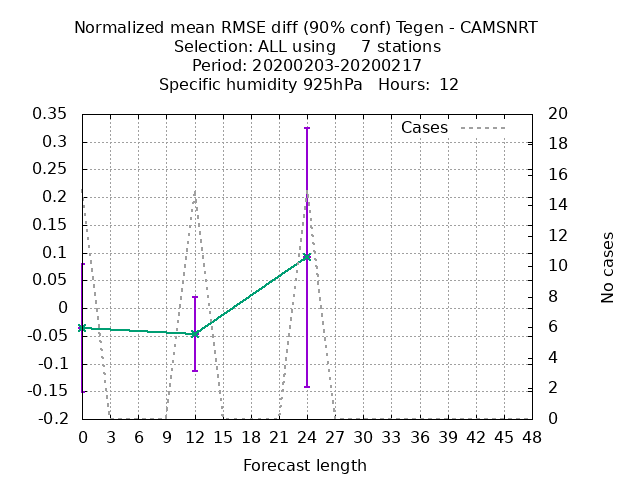 Normalized mean RMSE diff (90% conf) Tegen - CAMSNRT
Selection: ALL using 7 stations
Period: 20200203-20200217
Specific humidity 925hPa Hours: 12
Cases
0.35
0.3
0.25
0.2
0.15
0.1
0.05
0
-0.05
-0.1
-0.15
-0.2
20
18
16
14
12
10
8
6
4
2
0
No cases
0 3 6 9 12 15 18 21 24 27 30 33 36 39 42 45 48
Forecast length